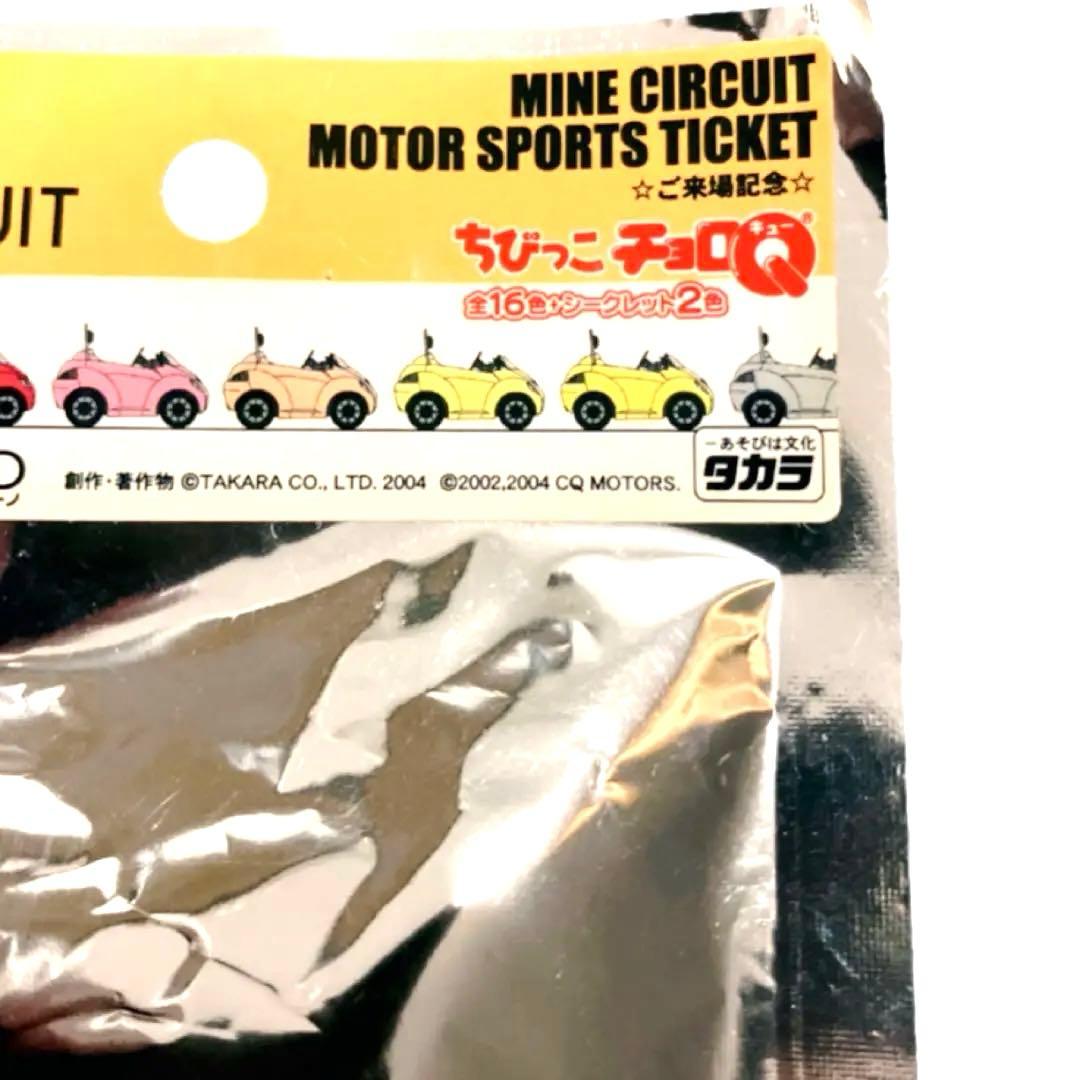 MINE CIRCUIT
MOTOR SPORTS TICKET
☆ご来場記念☆
UIT
ちびっこ チョロQ®
キュー
全16色+シークレット2色
創作・著作物 ©TAKARA CO., LTD. 2004 ©2002,2004 CQ MOTORS.
ーあそびは文化
タカラ